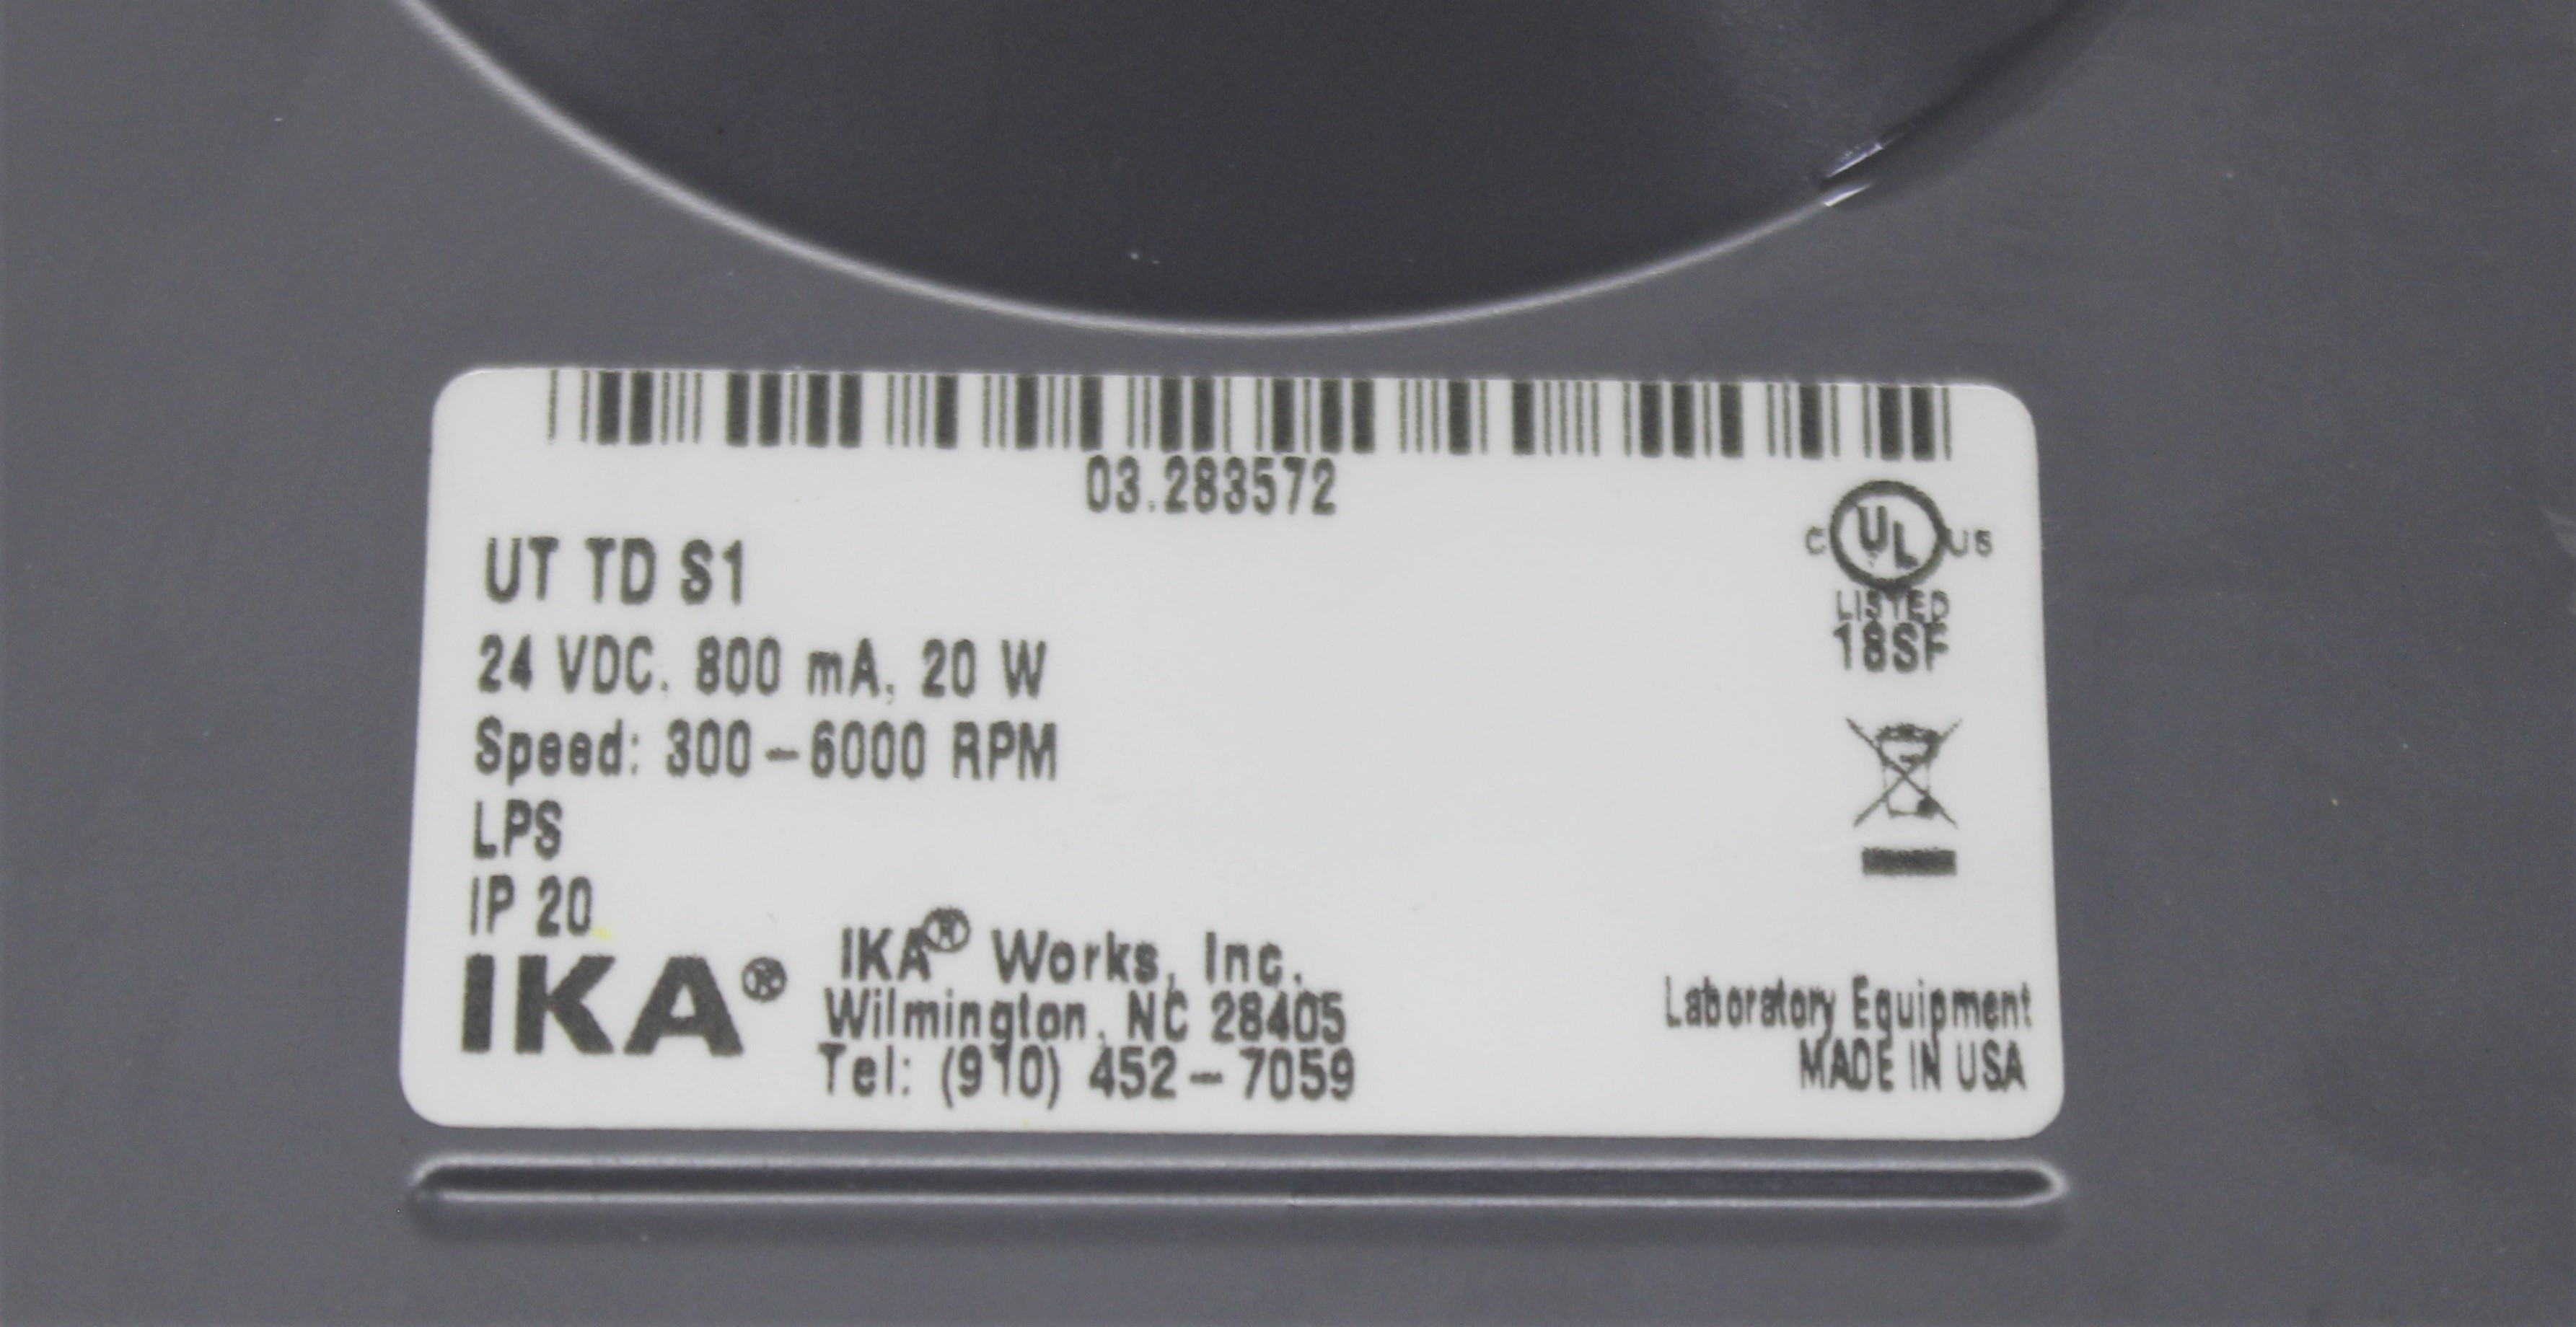 03.283572
C UL US
LISTED
18SF
UT TD S1
24 VDC, 800 mA, 20 W
Speed: 300-6000 RPM
LPS
IP 20
IKA®
IKA® Works, Inc.
Wilmington, NC 28405
Tel: (910) 452-7059
Laboratory Equipment
MADE IN USA